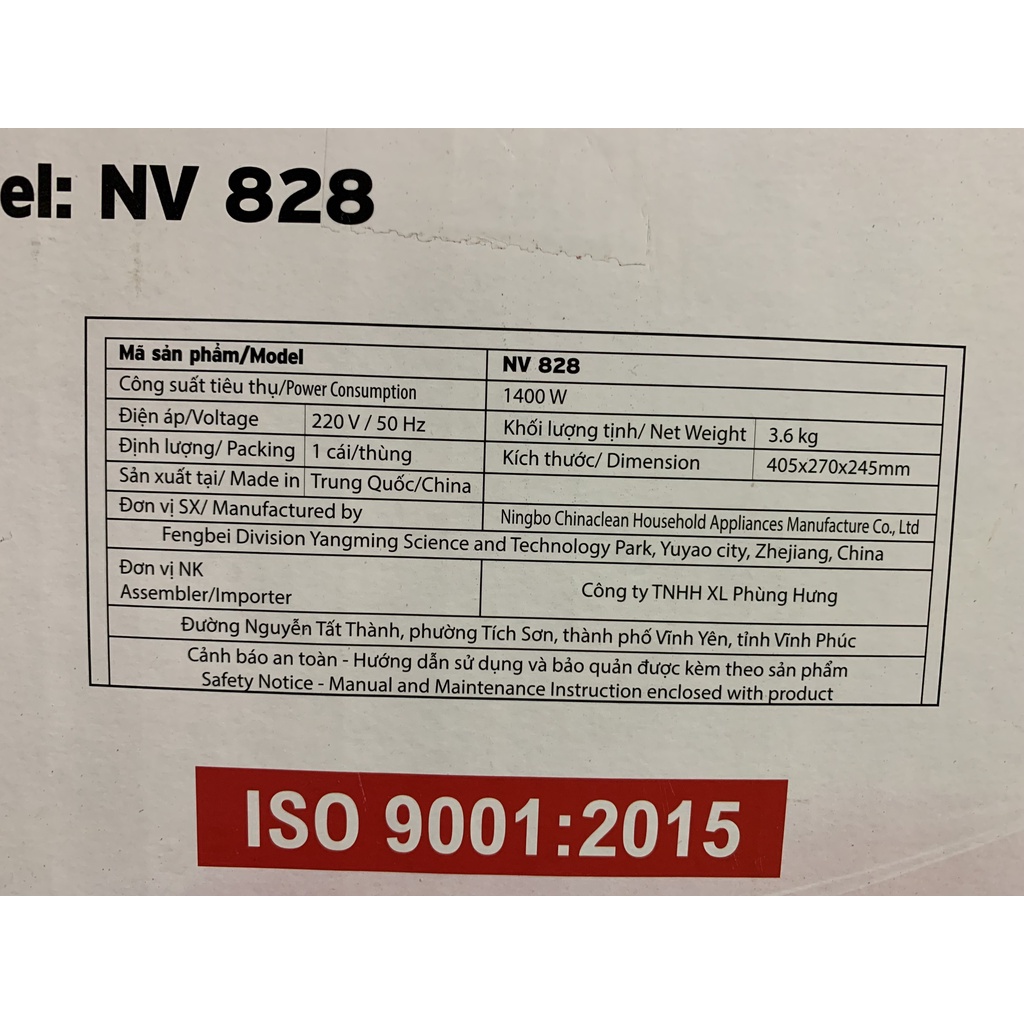 el: NV 828
Mã sản phẩm/Model NV 828
Công suất tiêu thụ/Power Consumption 1400 W
Điện áp/Voltage 220 V / 50 Hz Khối lượng tịnh/ Net Weight 3.6 kg
Định lượng/ Packing 1 cái/thùng Kích thước/ Dimension 405x270x245mm
Sản xuất tại/ Made in Trung Quốc/China
Đơn vị SX/ Manufactured by Ningbo Chinaclean Household Appliances Manufacture Co., Ltd
Fengbei Division Yangming Science and Technology Park, Yuyao city, Zhejiang, China
Đơn vị NK
Assembler/Importer Công ty TNHH XL Phùng Hưng
Đường Nguyễn Tất Thành, phường Tích Sơn, thành phố Vĩnh Yên, tỉnh Vĩnh Phúc
Cảnh báo an toàn - Hướng dẫn sử dụng và bảo quản được kèm theo sản phẩm
Safety Notice - Manual and Maintenance Instruction enclosed with product
ISO 9001:2015